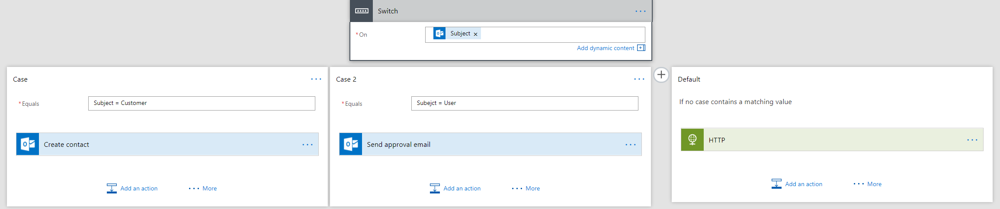 Switch
* On
Subject ×
Add dynamic content
Case
* Equals
Subject = Customer
Create contact
Add an action
More
Case 2
* Equals
Subejct = User
Send approval email
Add an action
More
Default
If no case contains a matching value
HTTP
Add an action
More